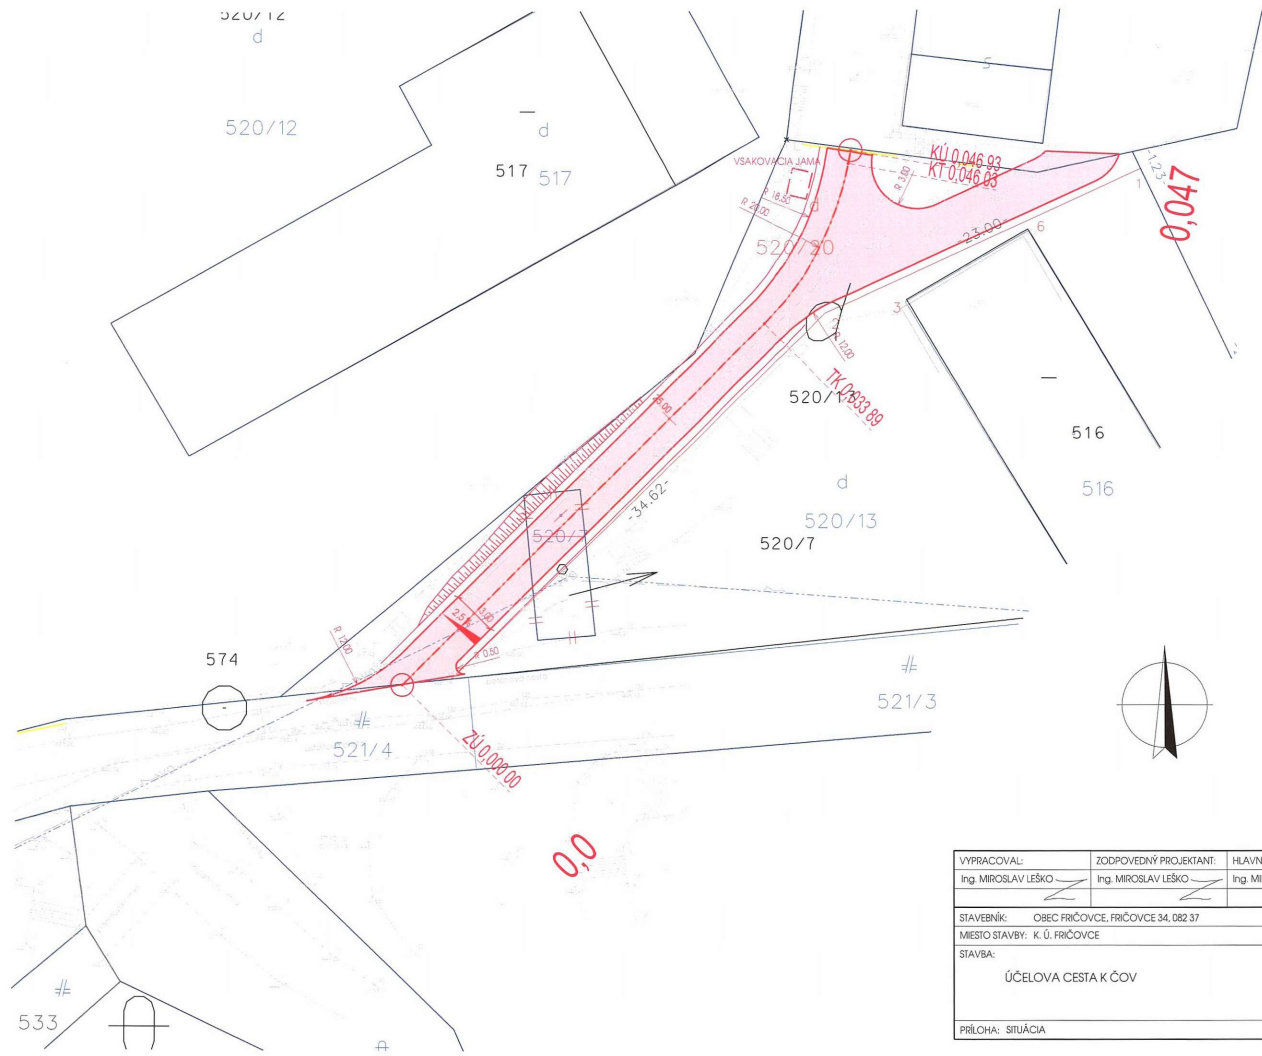 520/12
d
520/12
d
517
517
S
VSAKOVACIA JAMA
KÚ 0,046 93
KT 0,046 03
R 3,00
R 18,50
R 20,00
d
520/20
-23.00-
-1.23-
1
6
3
0,047
R 12,00
TK 0,033 89
25,00
516
516
d
520/13
520/7
-34.62-
520/7
3,00
2,5%
R 12,00
R 0,50
574
521/3
521/4
ZÚ 0,000 00
0,0
533
VYPRACOVAL:
ZODPOVEDNÝ PROJEKTANT:
Ing. MIROSLAV LEŠKO
Ing. MIROSLAV LEŠKO
STAVEBNÍK: OBEC FRIČOVCE, FRIČOVCE 34, 082 37
MIESTO STAVBY: K. Ú. FRIČOVCE
STAVBA:
ÚČELOVA CESTA K ČOV
PRÍLOHA: SITUÁCIA